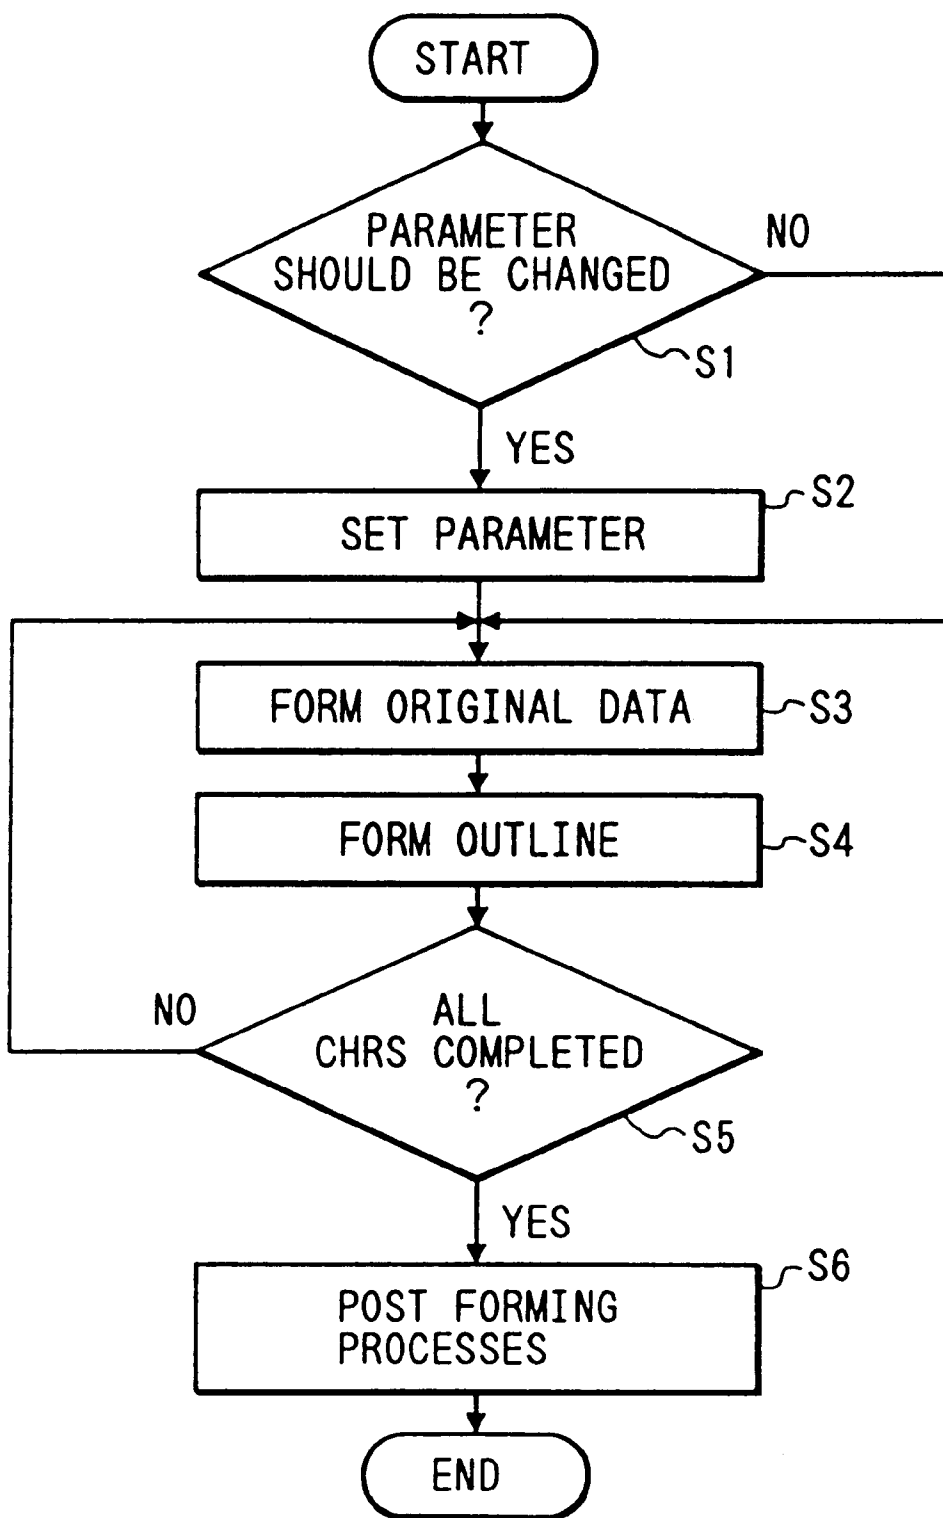 START
PARAMETER
SHOULD BE CHANGED
?
NO
S1
YES
S2
SET PARAMETER
FORM ORIGINAL DATA
S3
FORM OUTLINE
S4
NO
ALL
CHRS COMPLETED
?
S5
YES
S6
POST FORMING
PROCESSES
END